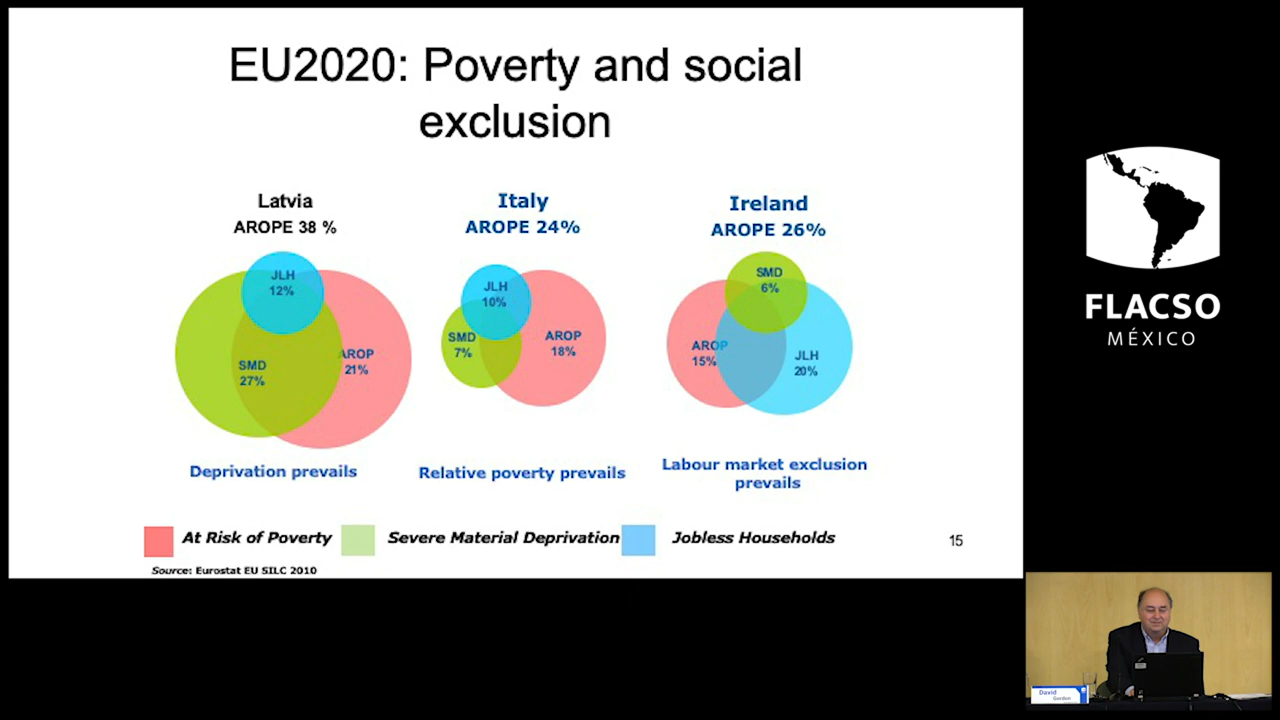 EU2020: Poverty and social
exclusion
Latvia
AROPE 38 %
JLH
12%
SMD
27%
AROP
21%
Deprivation prevails
Italy
AROPE 24%
JLH
10%
SMD
7%
AROP
18%
Relative poverty prevails
Ireland
AROPE 26%
SMD
6%
AROP
15%
JLH
20%
Labour market exclusion
prevails
At Risk of Poverty
Severe Material Deprivation
Jobless Households
15
Source: Eurostat EU SILC 2010
FLACSO
MÉXICO
David
Gordon